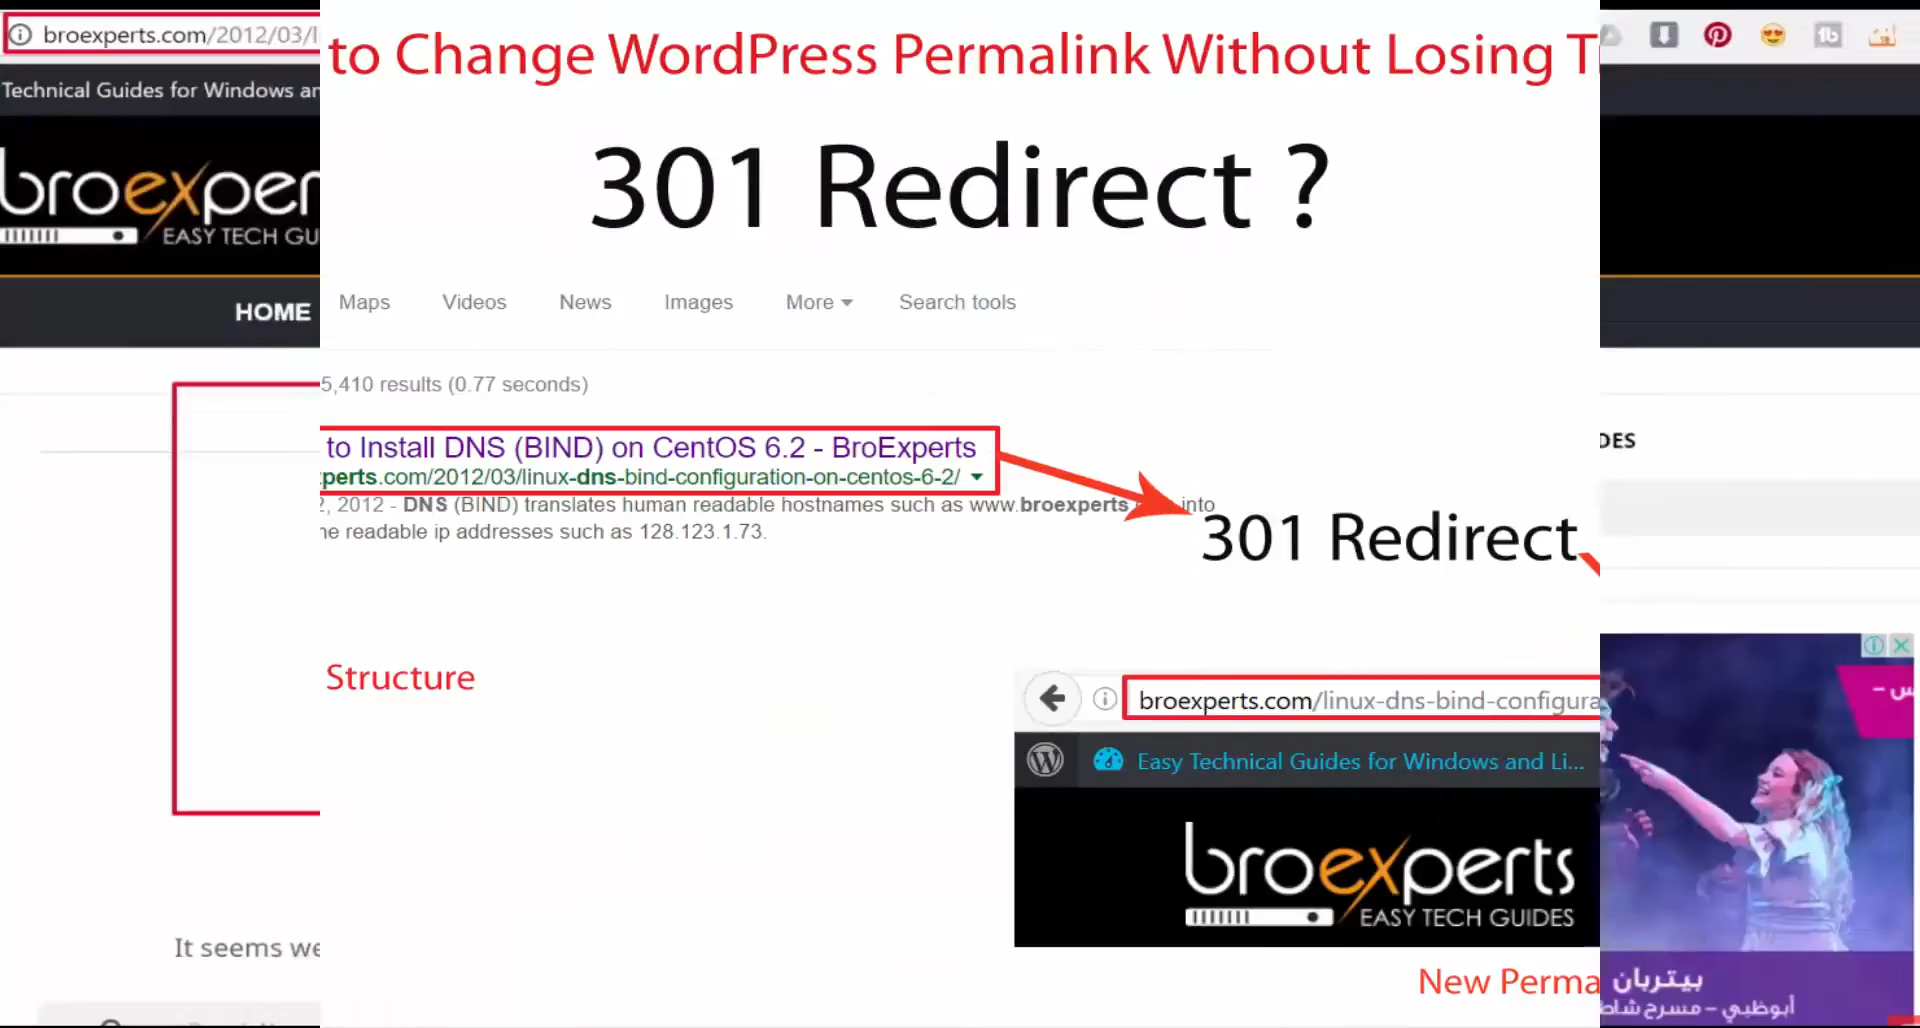 broexperts.com/2012/03/l
to Change WordPress Permalink Without Losing T
Technical Guides for Windows an
301 Redirect ?
broexper
EASY TECH GU
HOME
Maps Videos News Images More Search tools
5,410 results (0.77 seconds)
to Install DNS (BIND) on CentOS 6.2 - BroExperts
perts.com/2012/03/linux-dns-bind-configuration-on-centos-6-2/
2, 2012 - DNS (BIND) translates human readable hostnames such as www.broexperts. into
ne readable ip addresses such as 128.123.1.73.
DES
301 Redirect
Structure
broexperts.com/linux-dns-bind-configura
Easy Technical Guides for Windows and Li...
broexperts
EASY TECH GUIDES
It seems we
New Perma
س –
بيتربان
أبوظبي – مسرح شاط